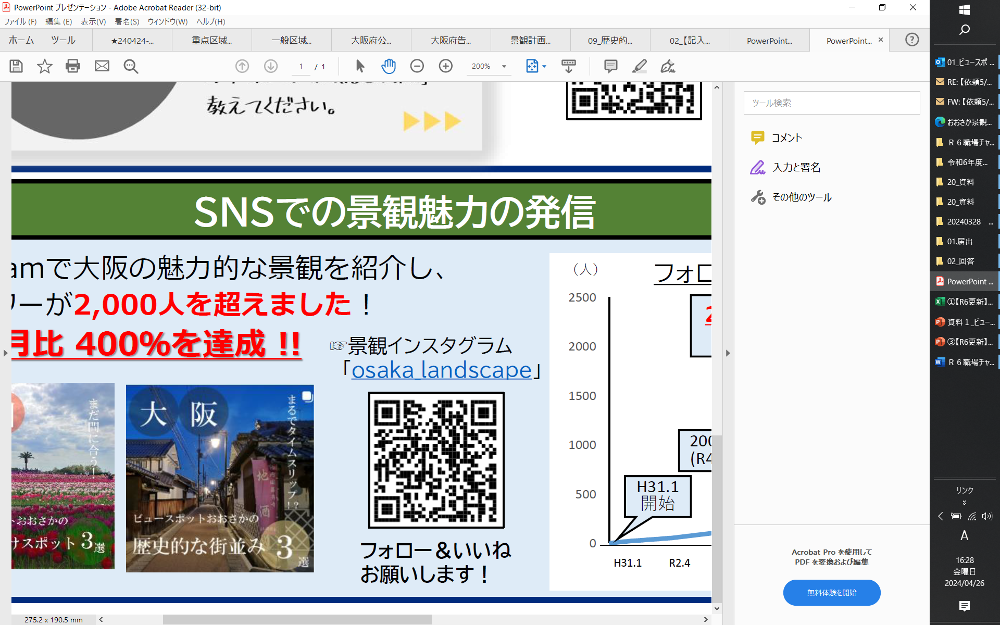 PowerPoint プレゼンテーション - Adobe Acrobat Reader (32-bit)
ファイル(F) 編集(E) 表示(V) 署名(S) ウィンドウ(W) ヘルプ(H)
ホーム ツール ★240424-... 重点区域... 一般区域... 大阪府公... 大阪府告... 景観計画... 09_歴史的... 02_【記入... PowerPoint... PowerPoint...
1 / 1 200%
教えてください。
SNSでの景観魅力の発信
amで大阪の魅力的な景観を紹介し、
ワーが2,000人を超えました！
月比 400%を達成 !!
☞景観インスタグラム
「osaka_landscape」
まだ間に合う！
おおさかの
けスポット 3選
大阪
まるでタイムスリップ!?
地酒
ビュースポットおおさかの
歴史的な街並み 3選
フォロー＆いいね
お願いします！
（人）
フォロ
2500
2000
1500
1000
500
0
200
(R4
H31.1
開始
H31.1 R2.4
275.2 x 190.5 mm
ツール検索
コメント
入力と署名
その他のツール
Acrobat Pro を使用して
PDF を変換および編集
無料体験を開始
01_ビュースポ ...
RE: 【依頼5/...
FW: 【依頼5/...
おおさか景観...
Ｒ６職場チャ...
令和6年度...
20_資料
20_資料
20240328 ...
01.届出
02_回答
PowerPoint ...
①【R6更新】...
資料１_ビュー...
③【R6更新】...
Ｒ６職場チャ...
リンク
A
16:28
金曜日
2024/04/26